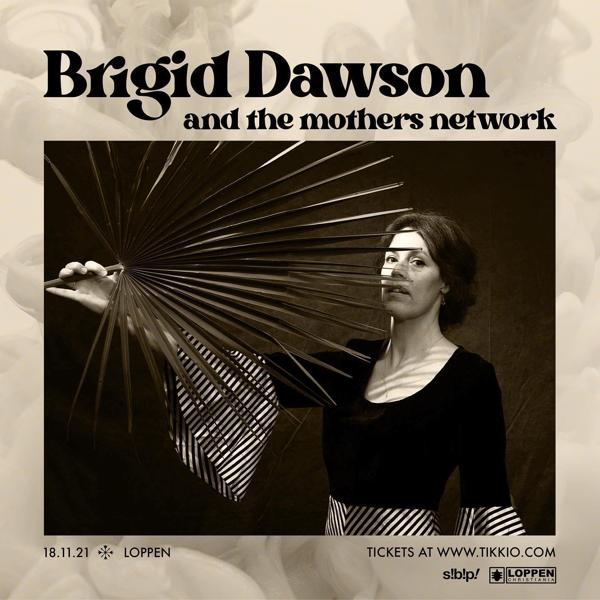 Brigid Dawson
and the mothers network
18.11.21 LOPPEN
TICKETS AT WWW.TIKKIO.COM
s!b!p!
LOPPEN
CHRISTIANIA